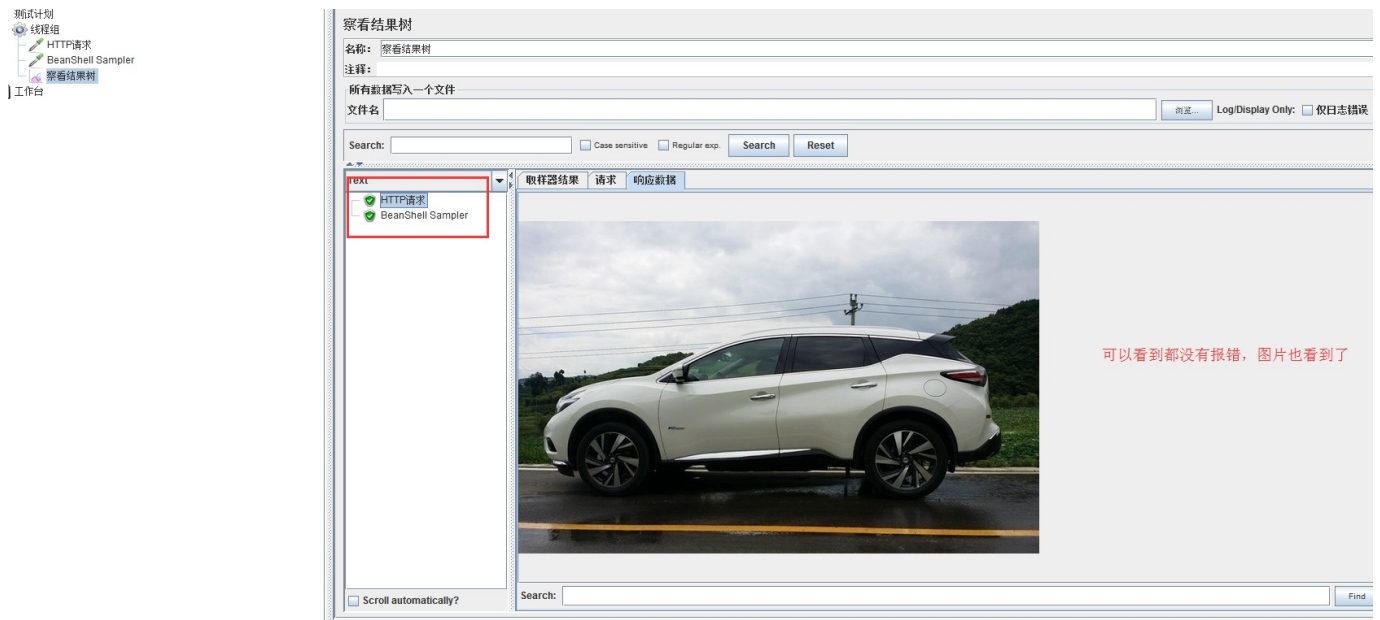 测试计划
线程组
HTTP请求
BeanShell Sampler
察看结果树
工作台
察看结果树
名称: 察看结果树
注释:
所有数据写入一个文件
文件名 浏览... Log/Display Only: 仅日志错误
Search: Case sensitive Regular exp. Search Reset
Text 取样器结果 请求 响应数据
HTTP请求
BeanShell Sampler
可以看到都没有报错，图片也看到了
Scroll automatically? Search: Find